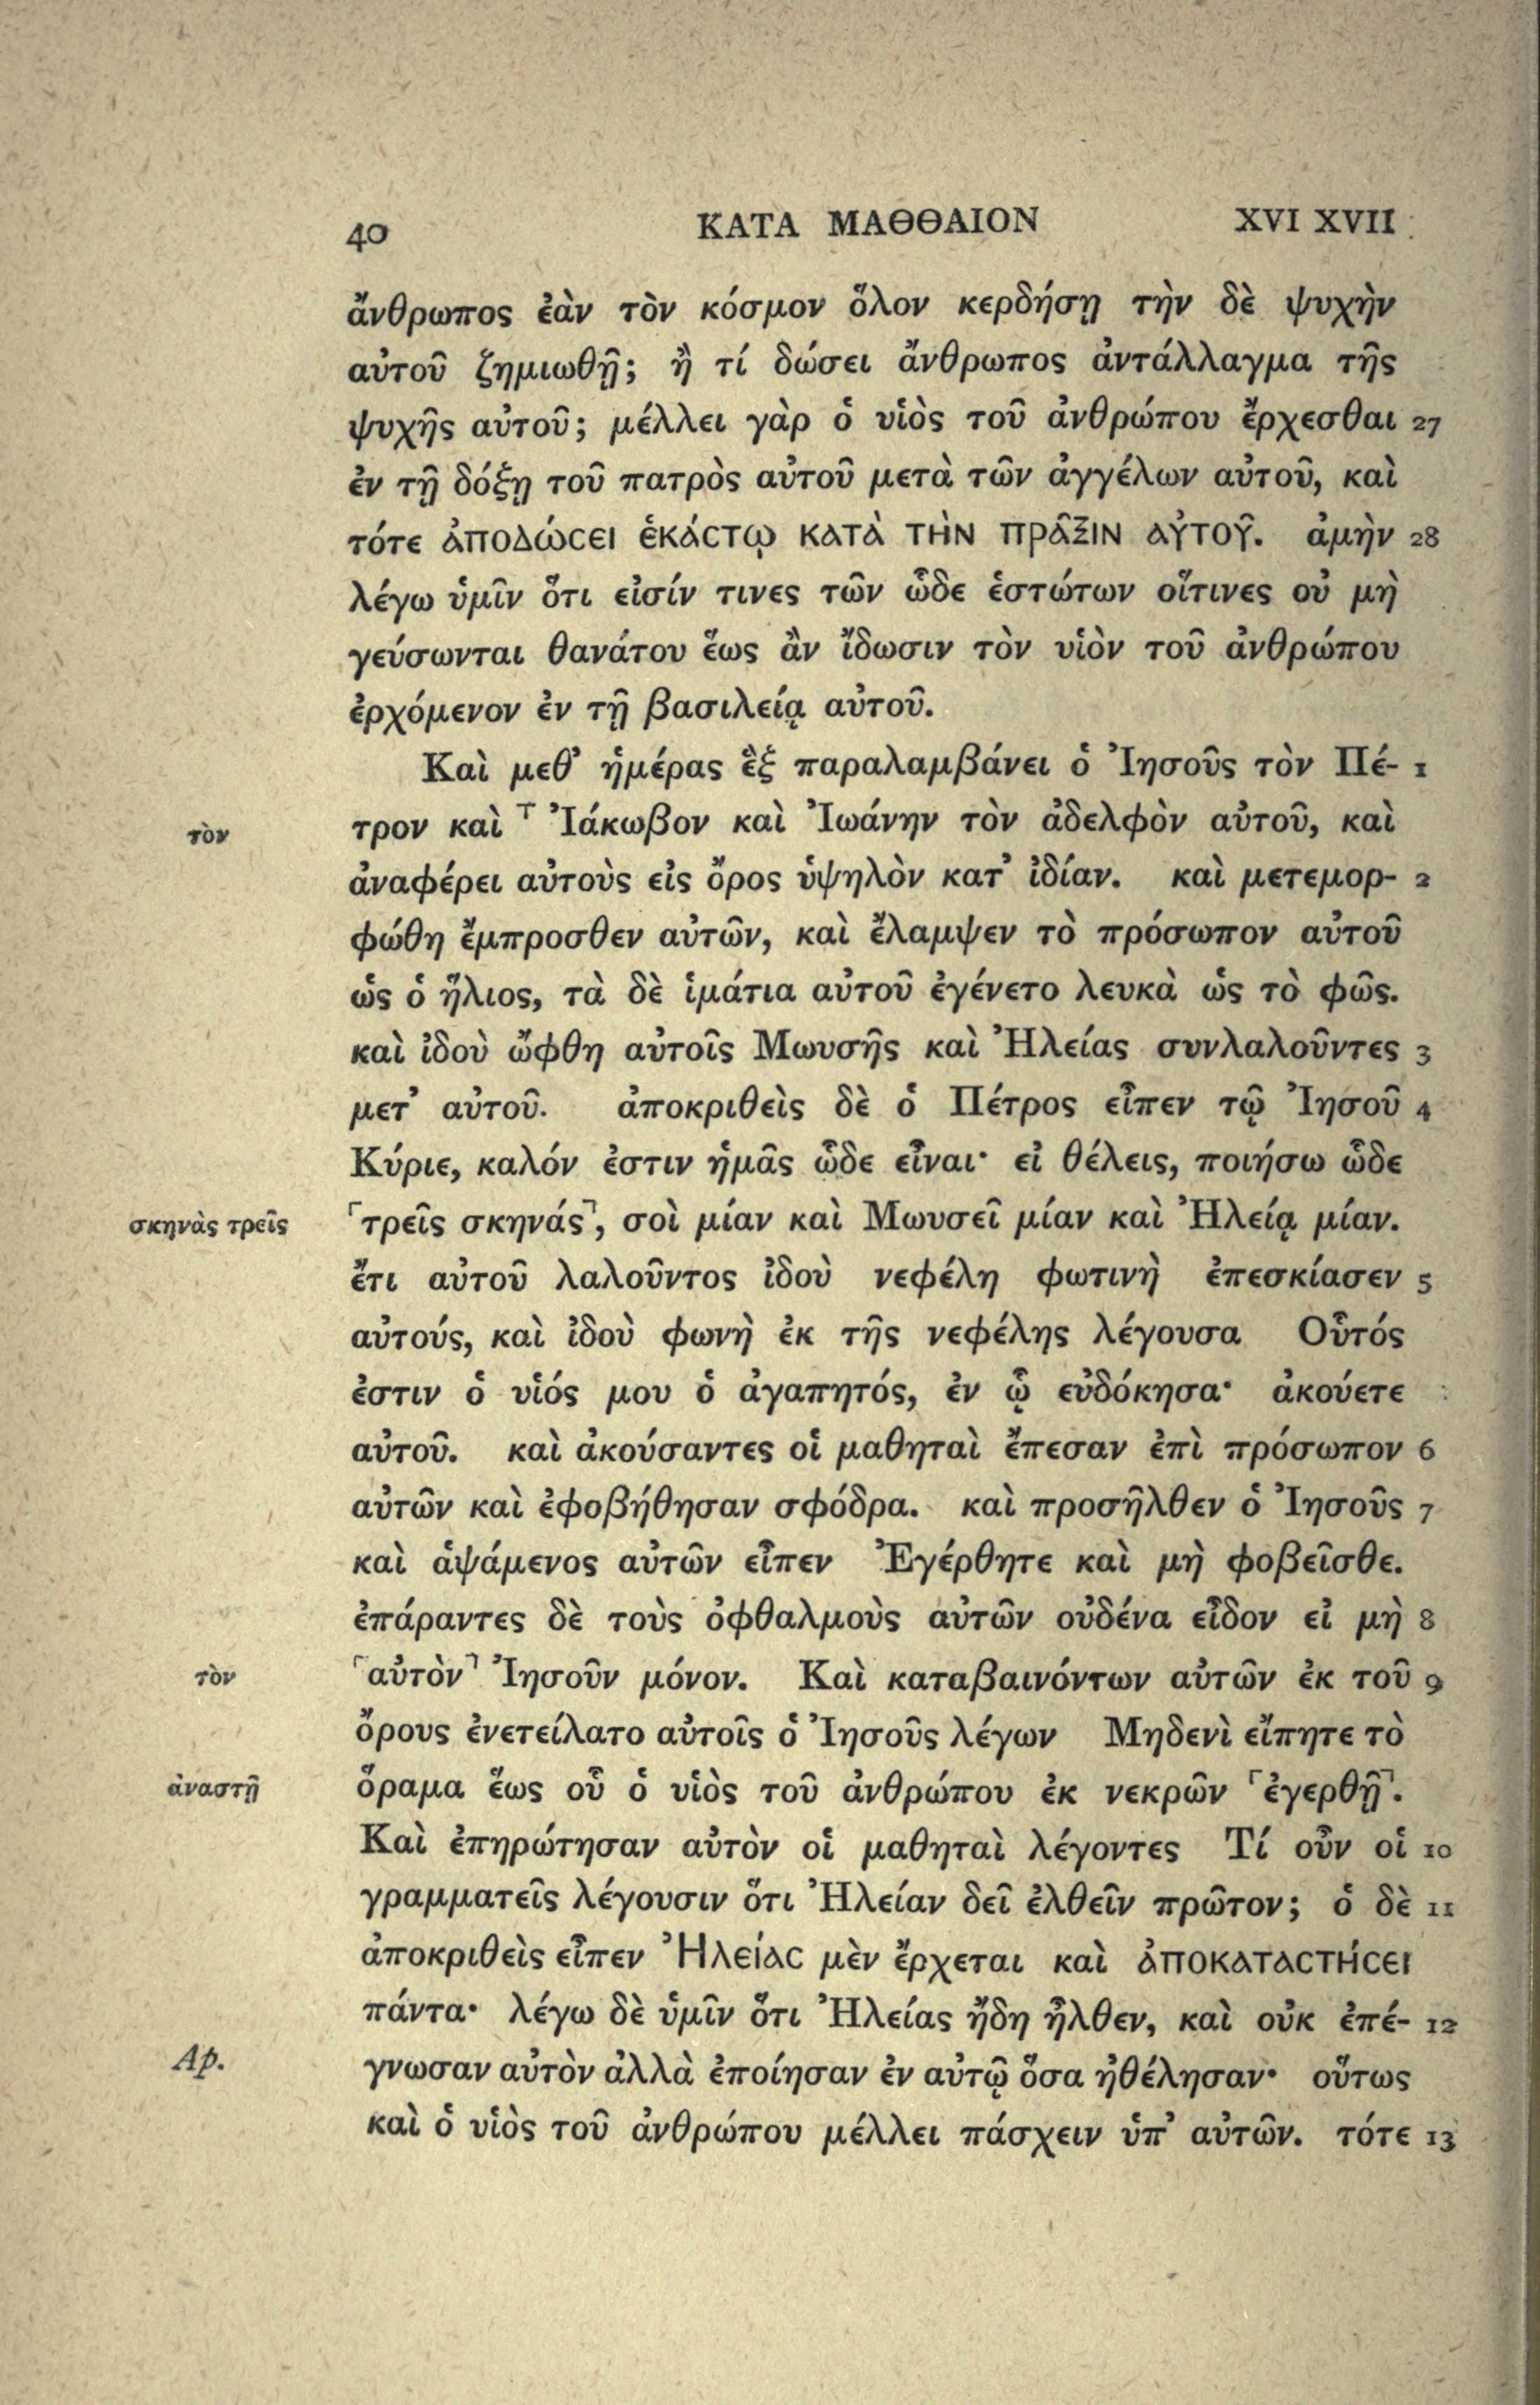 40 ΚΑΤΑ ΜΑΘΘΑΙΟΝ XVI XVII
ἄνθρωπος ἐὰν τὸν κόσμον ὅλον κερδήσῃ τὴν δὲ ψυχὴν
αὐτοῦ ζημιωθῇ; ἢ τί δώσει ἄνθρωπος ἀντάλλαγμα τῆς
ψυχῆς αὐτοῦ; μέλλει γὰρ ὁ υἱὸς τοῦ ἀνθρώπου ἔρχεσθαι 27
ἐν τῇ δόξῃ τοῦ πατρὸς αὐτοῦ μετὰ τῶν ἀγγέλων αὐτοῦ, καὶ
τότε ἀποδώσει ἑκάστῳ κατὰ τὴν πρᾶξιν αὐτοῦ. ἀμὴν 28
λέγω ὑμῖν ὅτι εἰσίν τινες τῶν ὧδε ἑστώτων οἵτινες οὐ μὴ
γεύσωνται θανάτου ἕως ἂν ἴδωσιν τὸν υἱὸν τοῦ ἀνθρώπου
ἐρχόμενον ἐν τῇ βασιλείᾳ αὐτοῦ.
Καὶ μεθ᾽ ἡμέρας ἓξ παραλαμβάνει ὁ Ἰησοῦς τὸν Πέ- 1
τὸν τρον καὶ ⸆ Ἰάκωβον καὶ Ἰωάνην τὸν ἀδελφὸν αὐτοῦ, καὶ
ἀναφέρει αὐτοὺς εἰς ὄρος ὑψηλὸν κατ᾽ ἰδίαν. καὶ μετεμορ- 2
φώθη ἔμπροσθεν αὐτῶν, καὶ ἔλαμψεν τὸ πρόσωπον αὐτοῦ
ὡς ὁ ἥλιος, τὰ δὲ ἱμάτια αὐτοῦ ἐγένετο λευκὰ ὡς τὸ φῶς.
καὶ ἰδοὺ ὤφθη αὐτοῖς Μωυσῆς καὶ Ἠλείας συνλαλοῦντες 3
μετ᾽ αὐτοῦ. ἀποκριθεὶς δὲ ὁ Πέτρος εἶπεν τῷ Ἰησοῦ 4
Κύριε, καλόν ἐστιν ἡμᾶς ὧδε εἶναι· εἰ θέλεις, ποιήσω ὧδε
σκηνὰς τρεῖς ⸀τρεῖς σκηνάς⸃, σοὶ μίαν καὶ Μωυσεῖ μίαν καὶ Ἠλείᾳ μίαν.
ἔτι αὐτοῦ λαλοῦντος ἰδοὺ νεφέλη φωτινὴ ἐπεσκίασεν 5
αὐτούς, καὶ ἰδοὺ φωνὴ ἐκ τῆς νεφέλης λέγουσα Οὗτός
ἐστιν ὁ υἱός μου ὁ ἀγαπητός, ἐν ᾧ εὐδόκησα· ἀκούετε
αὐτοῦ. καὶ ἀκούσαντες οἱ μαθηταὶ ἔπεσαν ἐπὶ πρόσωπον 6
αὐτῶν καὶ ἐφοβήθησαν σφόδρα. καὶ προσῆλθεν ὁ Ἰησοῦς 7
καὶ ἁψάμενος αὐτῶν εἶπεν Ἐγέρθητε καὶ μὴ φοβεῖσθε.
ἐπάραντες δὲ τοὺς ὀφθαλμοὺς αὐτῶν οὐδένα εἶδον εἰ μὴ 8
τὸν ⸀αὐτὸν⸃ Ἰησοῦν μόνον. Καὶ καταβαινόντων αὐτῶν ἐκ τοῦ 9
ὄρους ἐνετείλατο αὐτοῖς ὁ Ἰησοῦς λέγων Μηδενὶ εἴπητε τὸ
ἀναστῇ ὅραμα ἕως οὗ ὁ υἱὸς τοῦ ἀνθρώπου ἐκ νεκρῶν ⸀ἐγερθῇ⸃.
Καὶ ἐπηρώτησαν αὐτὸν οἱ μαθηταὶ λέγοντες Τί οὖν οἱ 10
γραμματεῖς λέγουσιν ὅτι Ἠλείαν δεῖ ἐλθεῖν πρῶτον; ὁ δὲ 11
ἀποκριθεὶς εἶπεν Ἠλείας μὲν ἔρχεται καὶ ἀποκαταστήσει
πάντα· λέγω δὲ ὑμῖν ὅτι Ἠλείας ἤδη ἦλθεν, καὶ οὐκ ἐπέ- 12
Ap. γνωσαν αὐτὸν ἀλλὰ ἐποίησαν ἐν αὐτῷ ὅσα ἠθέλησαν· οὕτως
καὶ ὁ υἱὸς τοῦ ἀνθρώπου μέλλει πάσχειν ὑπ᾽ αὐτῶν. τότε 13